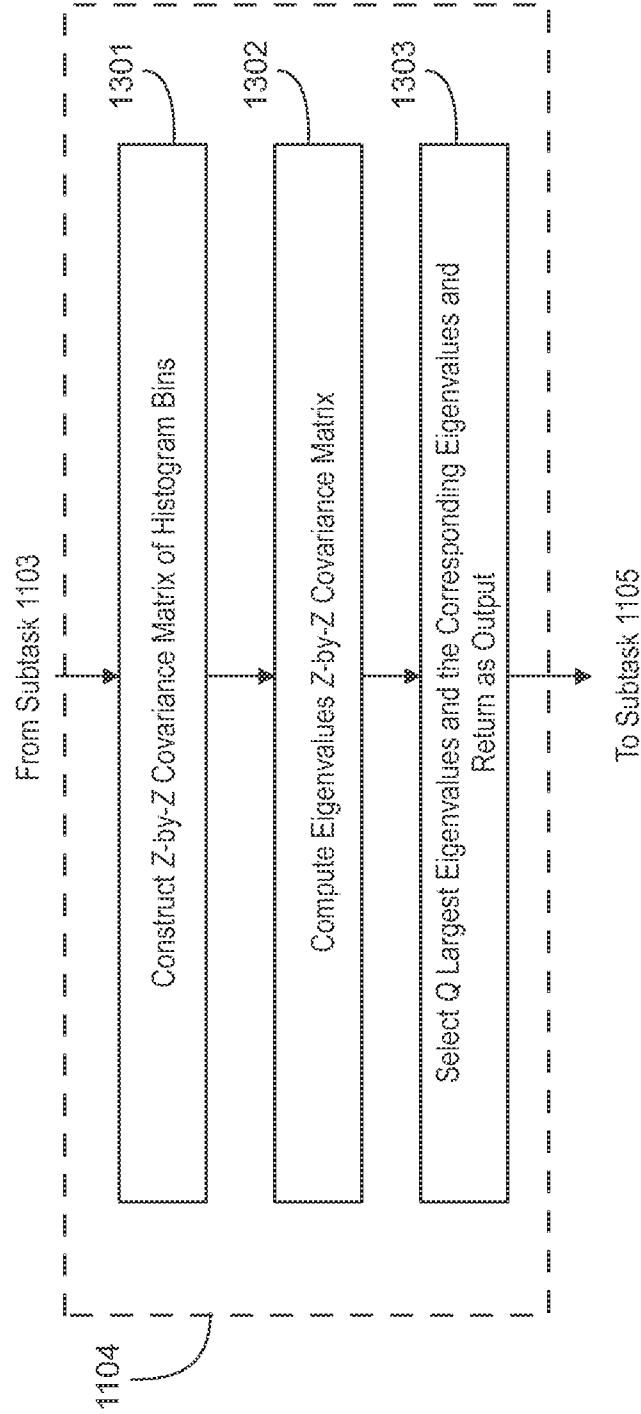 From Subtask 1103
1301
Construct Z-by-Z Covariance Matrix of Histogram Bins
1302
Compute Eigenvalues Z-by-Z Covariance Matrix
1303
Select Q Largest Eigenvalues and the Corresponding Eigenvalues and
Return as Output
1104
To Subtask 1105